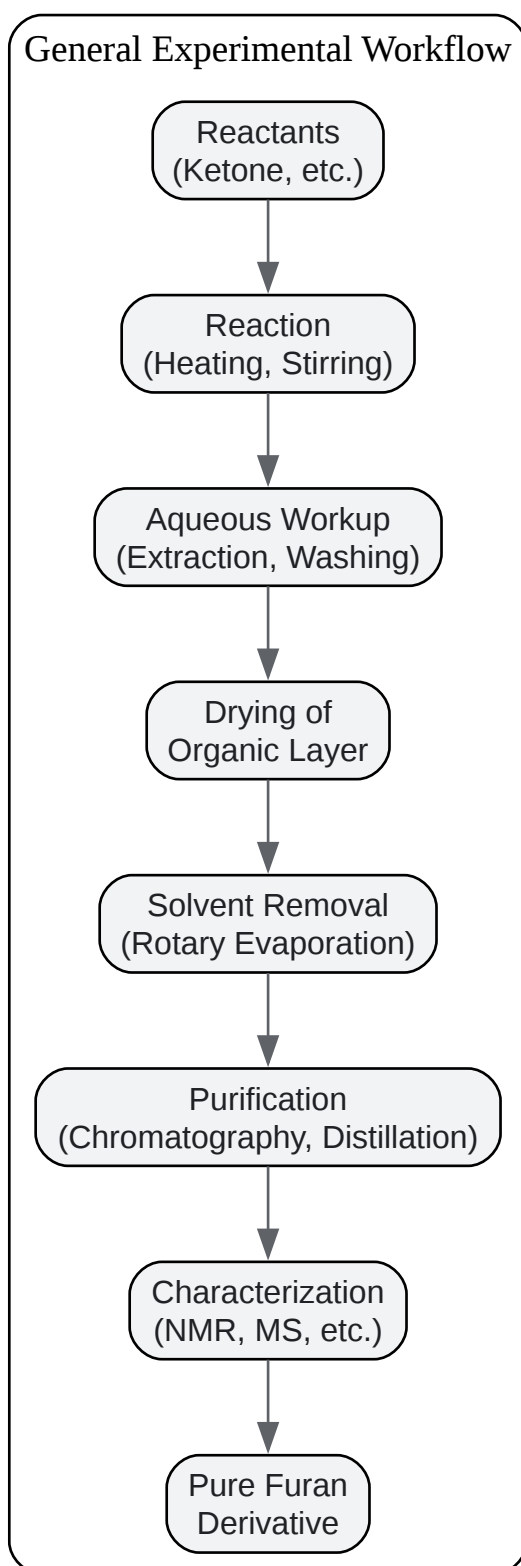 General Experimental Workflow
Reactants
(Ketone, etc.)
Reaction
(Heating, Stirring)
Aqueous Workup
(Extraction, Washing)
Drying of
Organic Layer
Solvent Removal
(Rotary Evaporation)
Purification
(Chromatography, Distillation)
Characterization
(NMR, MS, etc.)
Pure Furan
Derivative